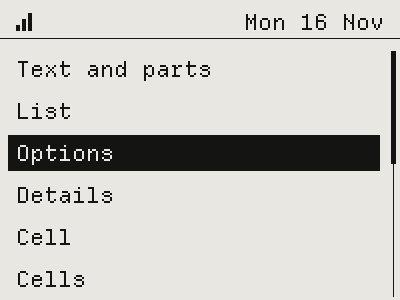 Mon 16 Nov
Text and parts
List
Options
Details
Cell
Cells